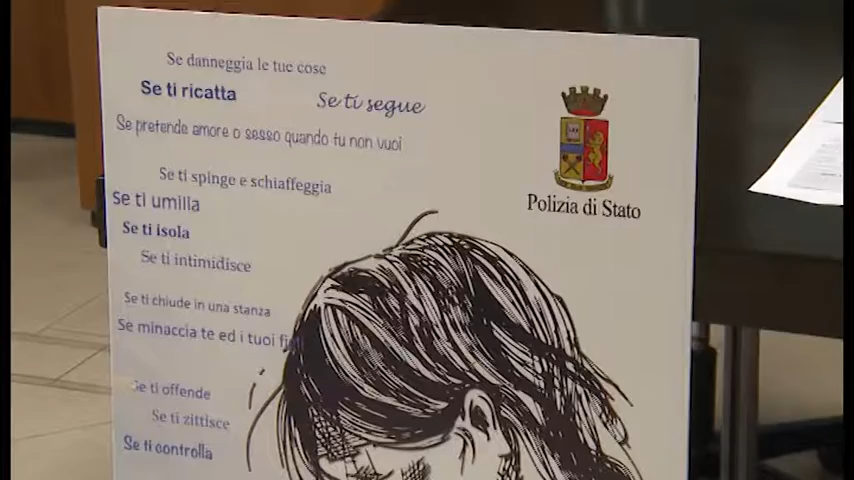 Se danneggia le tue cose
Se ti ricatta
Se ti segue
Se pretende amore o sesso quando tu non vuoi
Se ti spinge e schiaffeggia
Se ti umilla
Se ti isola
Se ti intimidisce
Se ti chiude in una stanza
Se minaccia te ed i tuoi
Se ti offende
Se ti zittisce
Se ti controlla
Polizia di Stato